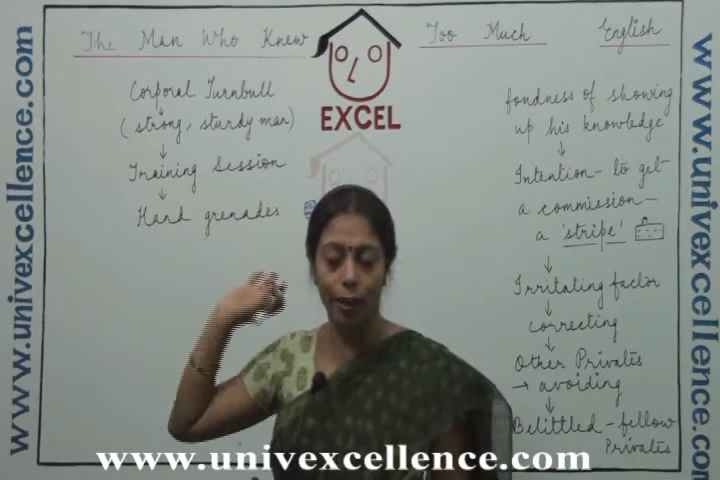 The Man Who Knew Too Much English
EXCEL
Corporal Turnbull
(strong, sturdy man)
↓
Training Session
↓
Hand grenades
fondness of showing
up his knowledge
↓
Intention - to get
a commission -
a 'stripe'
↓
Irritating factor
↓
correcting
↓
Other Privates
→ avoiding
↓
Belittled - fellow
Privates
www.univexcellence.com
www.univexcellence.com
www.univexcellence.com